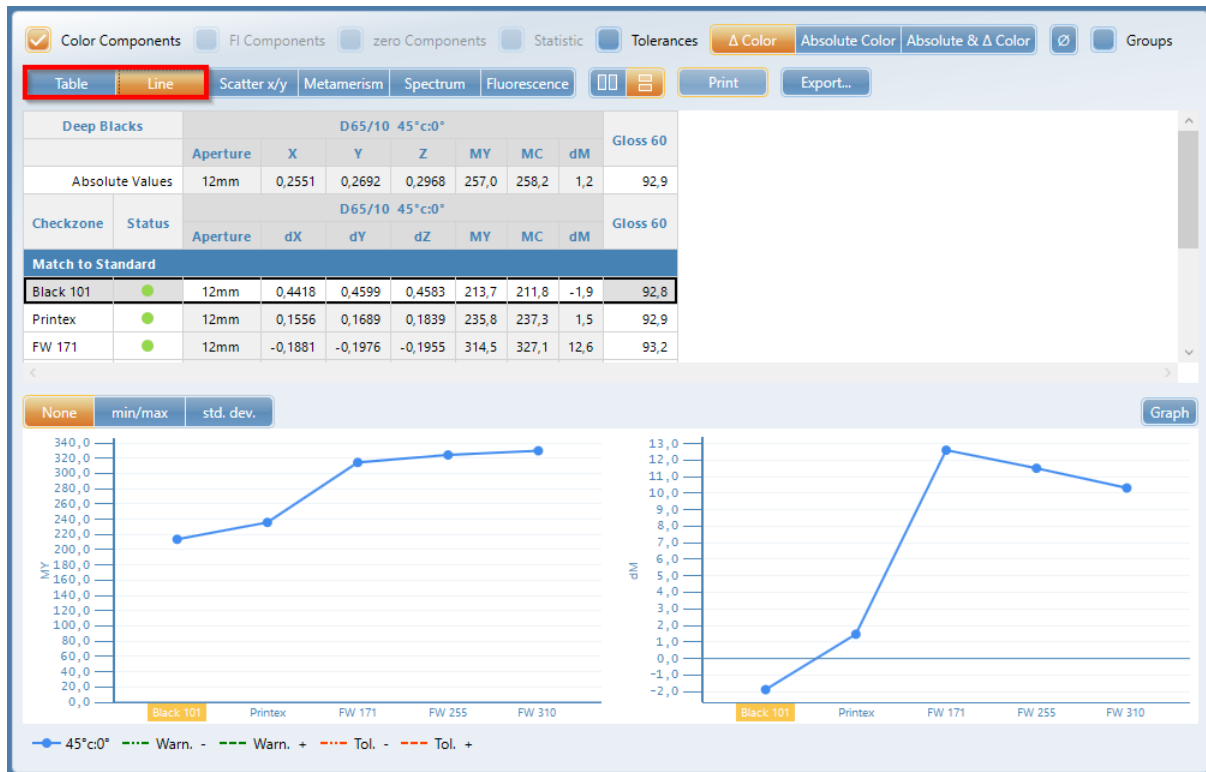 Color Components FI Components zero Components Statistic Tolerances Δ Color Absolute Color Absolute & Δ Color Ø Groups
Table Line Scatter x/y Metamerism Spectrum Fluorescence Print Export...
Deep Blacks D65/10 45°c:0° Gloss 60
Aperture X Y Z MY MC dM
Absolute Values 12mm 0,2551 0,2692 0,2968 257,0 258,2 1,2 92,9
Checkzone Status D65/10 45°c:0° Gloss 60
Aperture dX dY dZ MY MC dM
Match to Standard
Black 101 12mm 0,4418 0,4599 0,4583 213,7 211,8 -1,9 92,8
Printex 12mm 0,1556 0,1689 0,1839 235,8 237,3 1,5 92,9
FW 171 12mm -0,1881 -0,1976 -0,1955 314,5 327,1 12,6 93,2
None min/max std. dev. Graph
340,0
320,0
300,0
280,0
260,0
240,0
220,0
200,0
180,0
160,0
140,0
120,0
100,0
80,0
60,0
40,0
20,0
0,0
MY
Black 101 Printex FW 171 FW 255 FW 310
13,0
12,0
11,0
10,0
9,0
8,0
7,0
6,0
5,0
4,0
3,0
2,0
1,0
0,0
-1,0
-2,0
dM
Black 101 Printex FW 171 FW 255 FW 310
45°c:0° Warn. - Warn. + Tol. - Tol. +